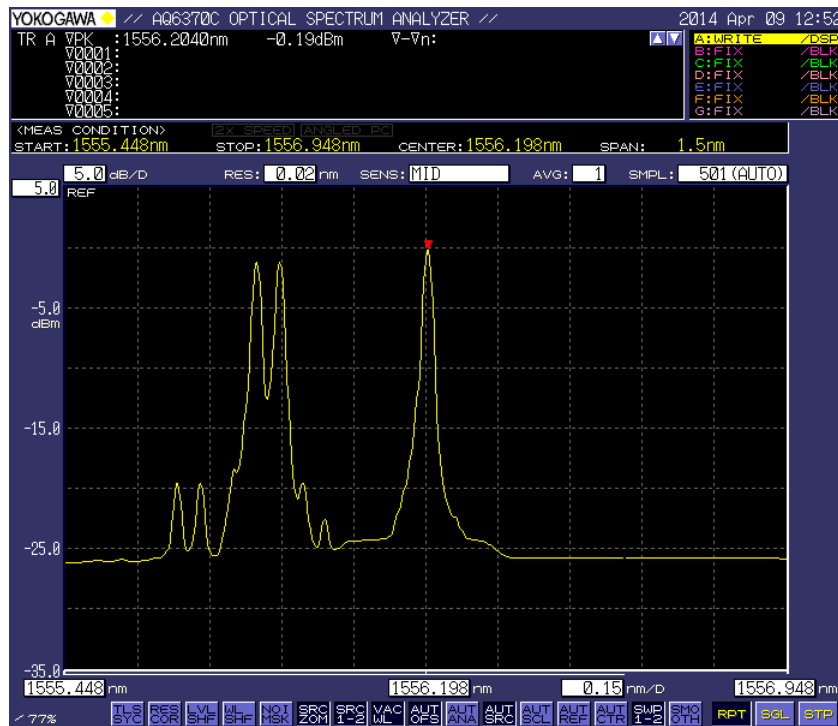 YOKOGAWA // AQ6370C OPTICAL SPECTRUM ANALYZER // 2014 Apr 09 12:52
TR A ∇PK :1556.2040nm -0.19dBm ∇-∇n: A:WRITE /DSP
∇0001: B:FIX /BLK
∇0002: C:FIX /BLK
∇0003: D:FIX /BLK
∇0004: E:FIX /BLK
∇0005: F:FIX /BLK
G:FIX /BLK
<MEAS CONDITION> 2X SPEED ANGLED PC
START:1555.448nm STOP:1556.948nm CENTER:1556.198nm SPAN: 1.5nm
5.0 dB/D RES: 0.02 nm SENS: MID AVG: 1 SMPL: 501(AUTO)
5.0 REF
-5.0
dBm
-15.0
-25.0
-35.0
1555.448 nm 1556.198 nm 0.15 nm/D 1556.948 nm
/77% TLS SYC RES COR LVL SHF WL SHF NOI MSK SRC ZOM SRC 1-2 VAC WL AUT OFS AUT ANA AUT SRC AUT SCL AUT REF AUT CTR SWP 1-2 SMO OTH RPT SGL STP